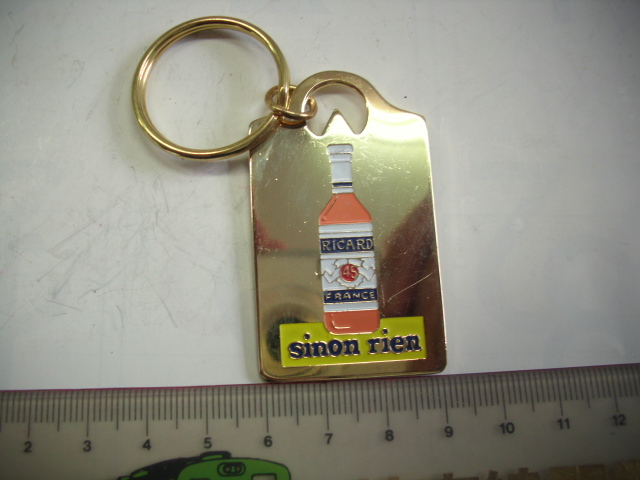 RICARD
45
FRANCE
sinon rien
2 3 4 5 6 7 8 9 10 11 12